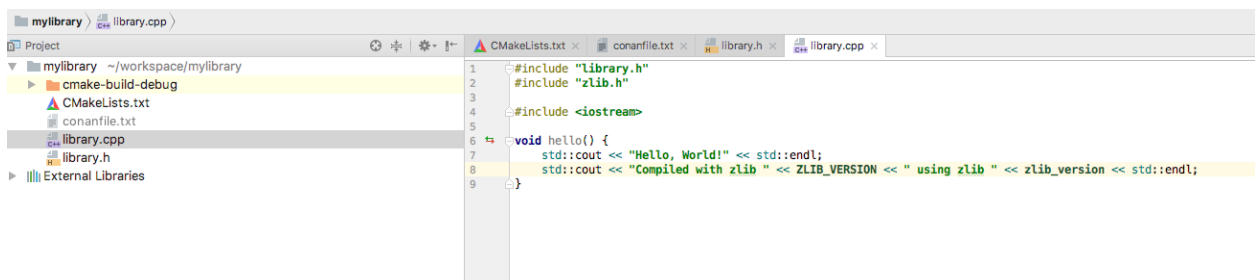 mylibrary library.cpp
Project
mylibrary ~/workspace/mylibrary
cmake-build-debug
CMakeLists.txt
conanfile.txt
library.cpp
library.h
External Libraries
CMakeLists.txt conanfile.txt library.h library.cpp
1 #include "library.h"
2 #include "zlib.h"
3
4 #include <iostream>
5
6 void hello() {
7 std::cout << "Hello, World!" << std::endl;
8 std::cout << "Compiled with zlib " << ZLIB_VERSION << " using zlib " << zlib_version << std::endl;
9 }